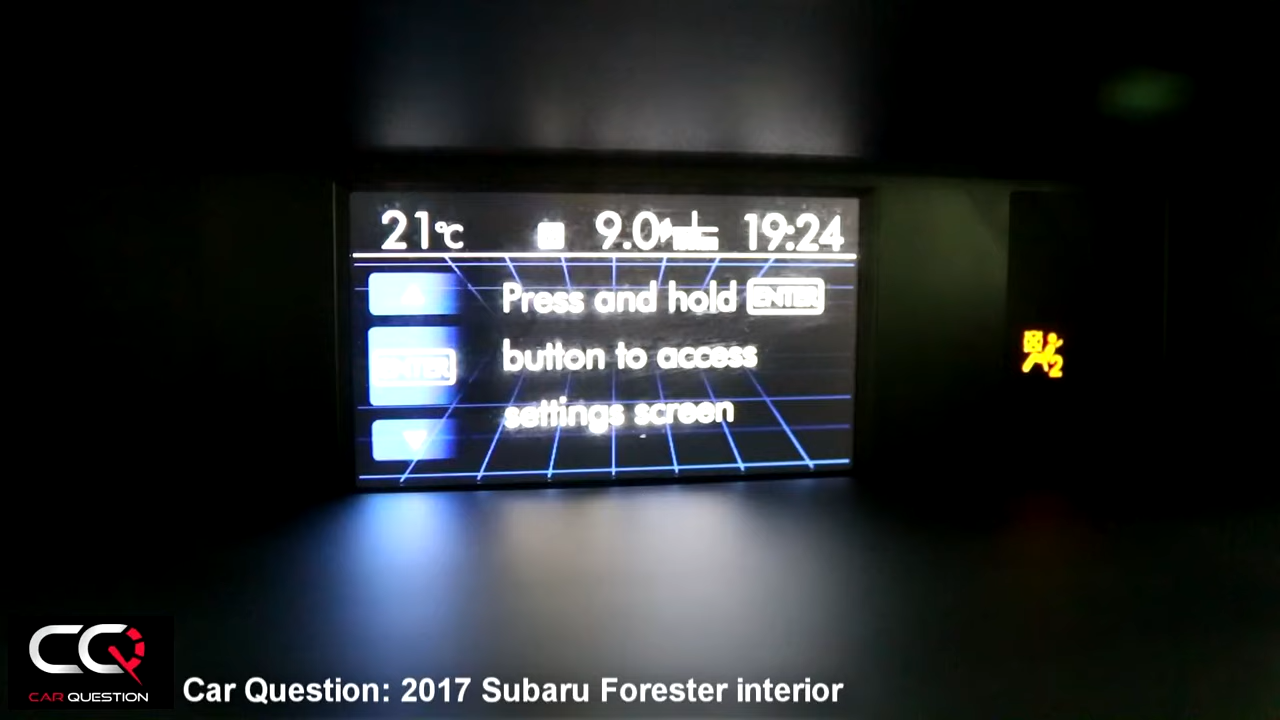 21°C 9.0 19:24
Press and hold ENTER
button to access
ENTER
settings screen
2
CQ
CAR QUESTION
Car Question: 2017 Subaru Forester interior